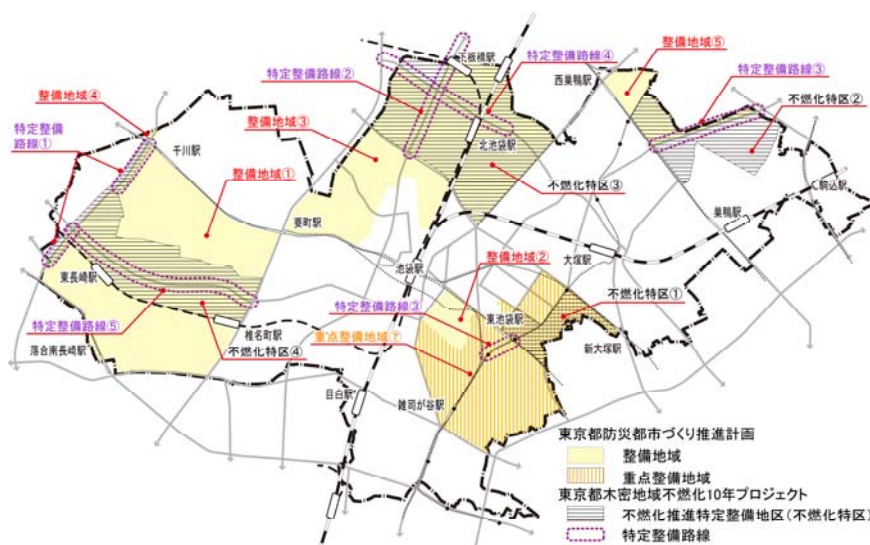 下板橋駅
特定整備路線④
整備地域⑤
西巣鴨駅
特定整備路線②
特定整備路線③
整備地域④
不燃化特区②
特定整備
路線①
整備地域③
千川駅
北池袋駅
整備地域①
不燃化特区③
駒込駅
巣鴨駅
要町駅
大塚駅
池袋駅
整備地域②
東長崎駅
不燃化特区①
特定整備路線③
東池袋駅
特定整備路線⑤
椎名町駅
重点整備地域⑦
新大塚駅
落合南長崎駅
不燃化特区④
目白駅
雑司が谷駅
東京都防災都市づくり推進計画
整備地域
重点整備地域
東京都木密地域不燃化10年プロジェクト
不燃化推進特定整備地区(不燃化特区)
特定整備路線